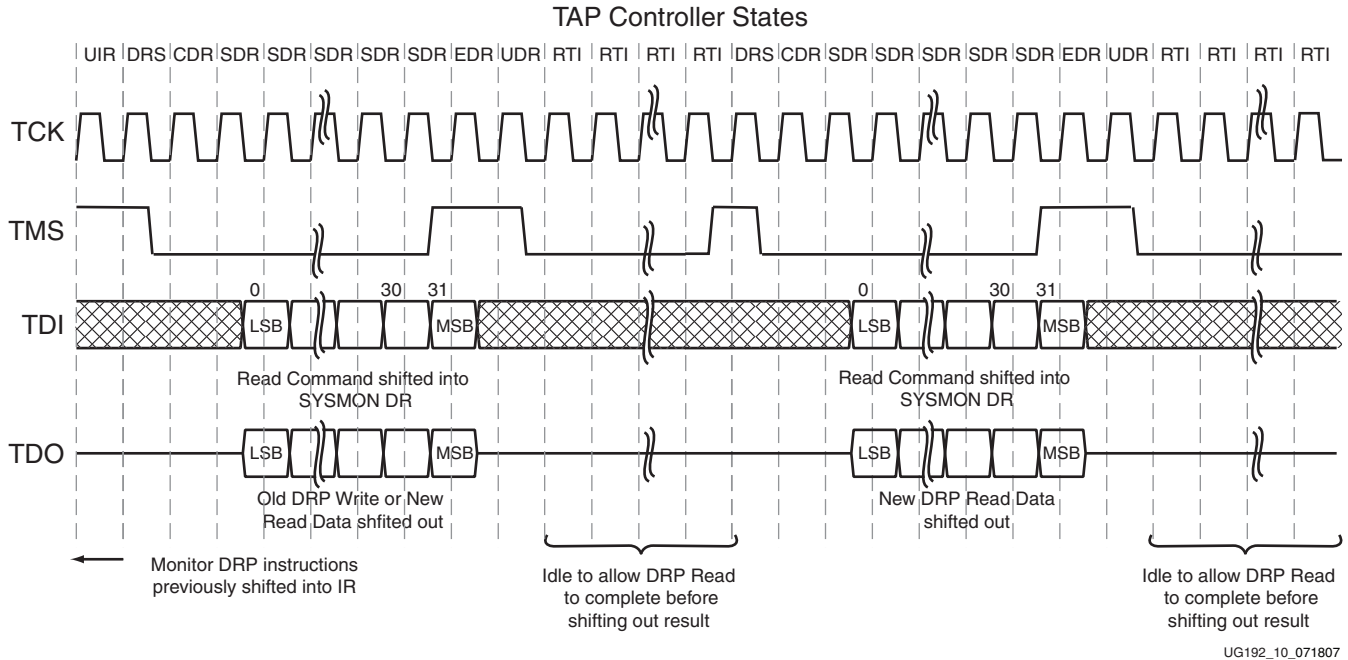 TAP Controller States
UIR DRS CDR SDR SDR SDR SDR SDR EDR UDR RTI RTI RTI RTI DRS CDR SDR SDR SDR SDR SDR EDR UDR RTI RTI RTI RTI
TCK
TMS
0 30 31 0 30 31
TDI LSB MSB LSB MSB
Read Command shifted into
SYSMON DR
Read Command shifted into
SYSMON DR
TDO LSB MSB LSB MSB
Old DRP Write or New
Read Data shfited out
New DRP Read Data
shifted out
Monitor DRP instructions
previously shifted into IR
Idle to allow DRP Read
to complete before
shifting out result
Idle to allow DRP Read
to complete before
shifting out result
UG192_10_071807